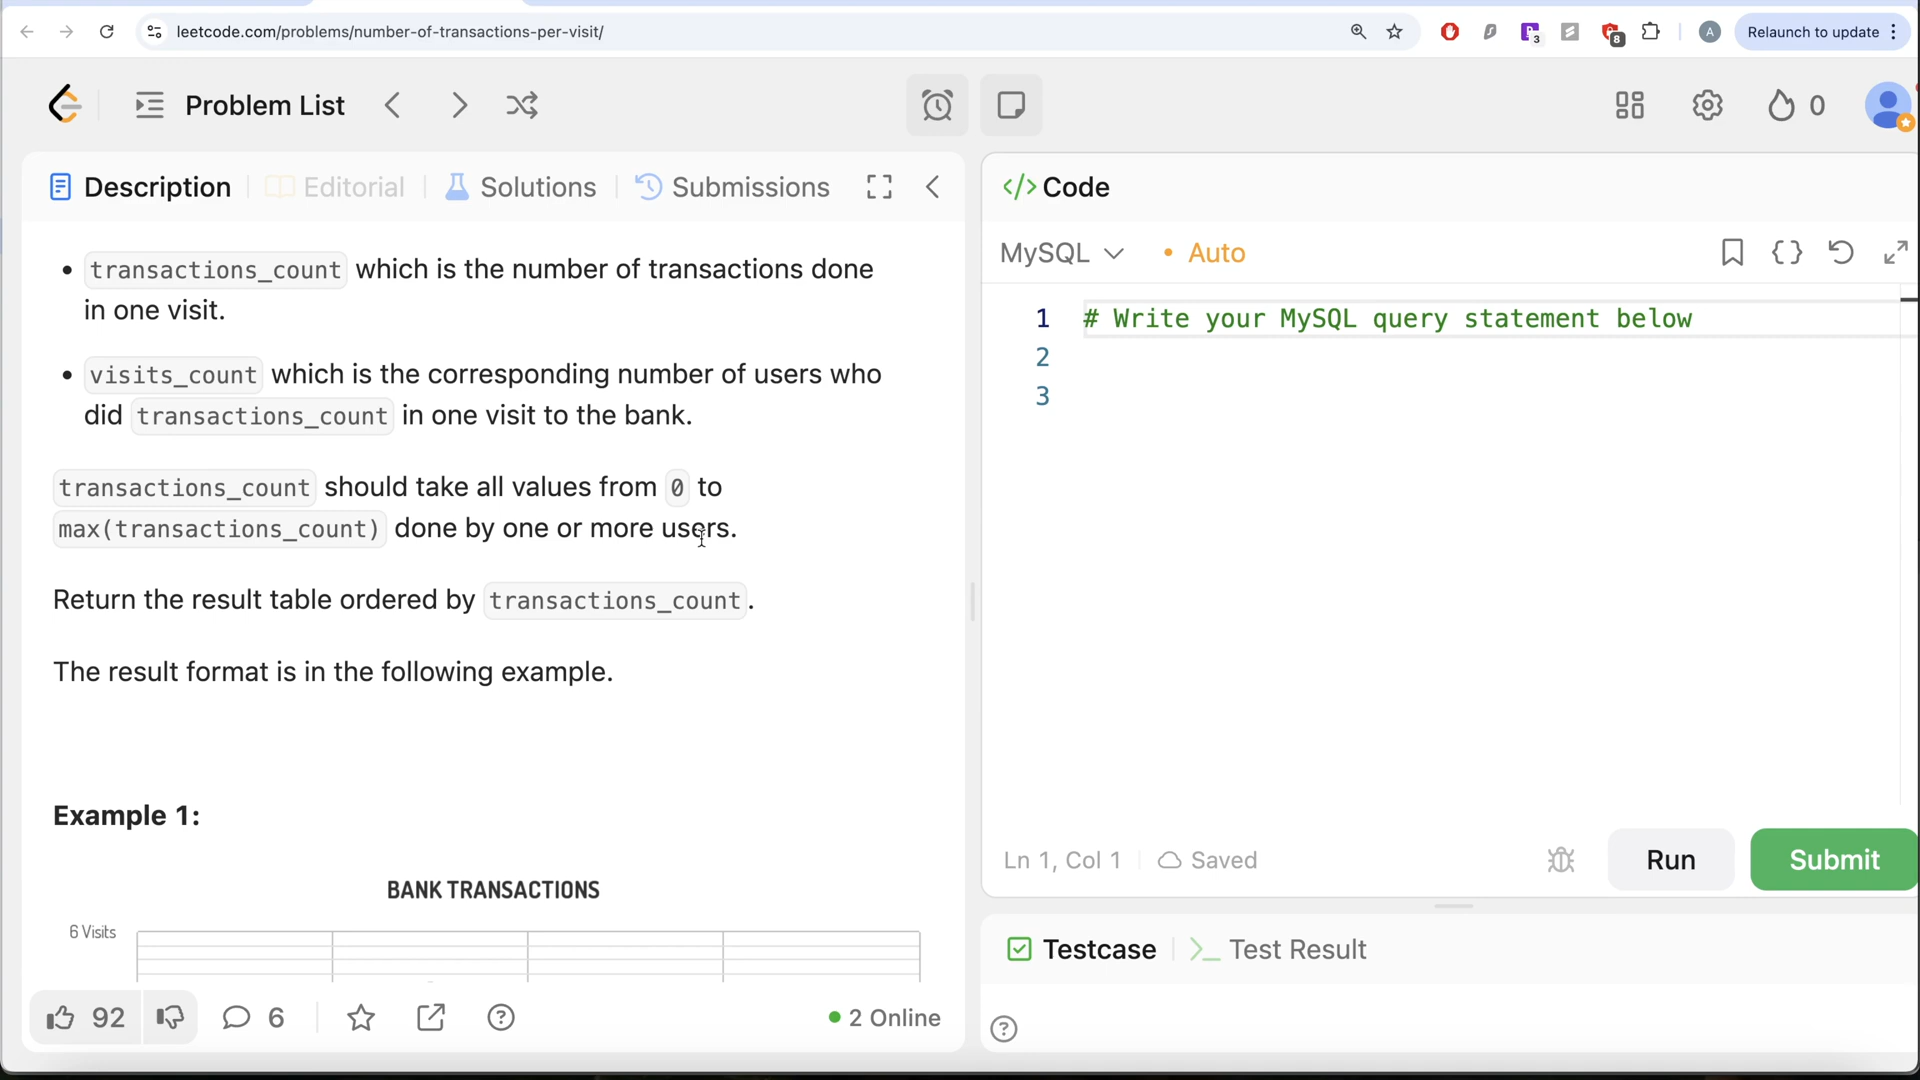 leetcode.com/problems/number-of-transactions-per-visit/
3
8
A
Relaunch to update
Problem List
0
Description
Editorial
Solutions
Submissions
</> Code
MySQL
Auto
transactions_count which is the number of transactions done
in one visit.
visits_count which is the corresponding number of users who
did transactions_count in one visit to the bank.
transactions_count should take all values from 0 to
max(transactions_count) done by one or more users.
Return the result table ordered by transactions_count.
The result format is in the following example.
Example 1:
BANK TRANSACTIONS
6 Visits
92
6
2 Online
1 # Write your MySQL query statement below
2
3
Ln 1, Col 1
Saved
Run
Submit
Testcase
Test Result